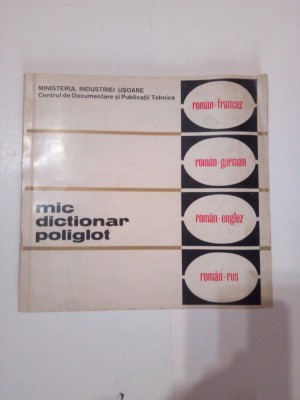 MINISTERUL INDUSTRIEI UȘOARE
Centrul de Documentare și Publicații Tehnice
mic
dictionar
poliglot
român-francez
român-german
român-englez
român-rus